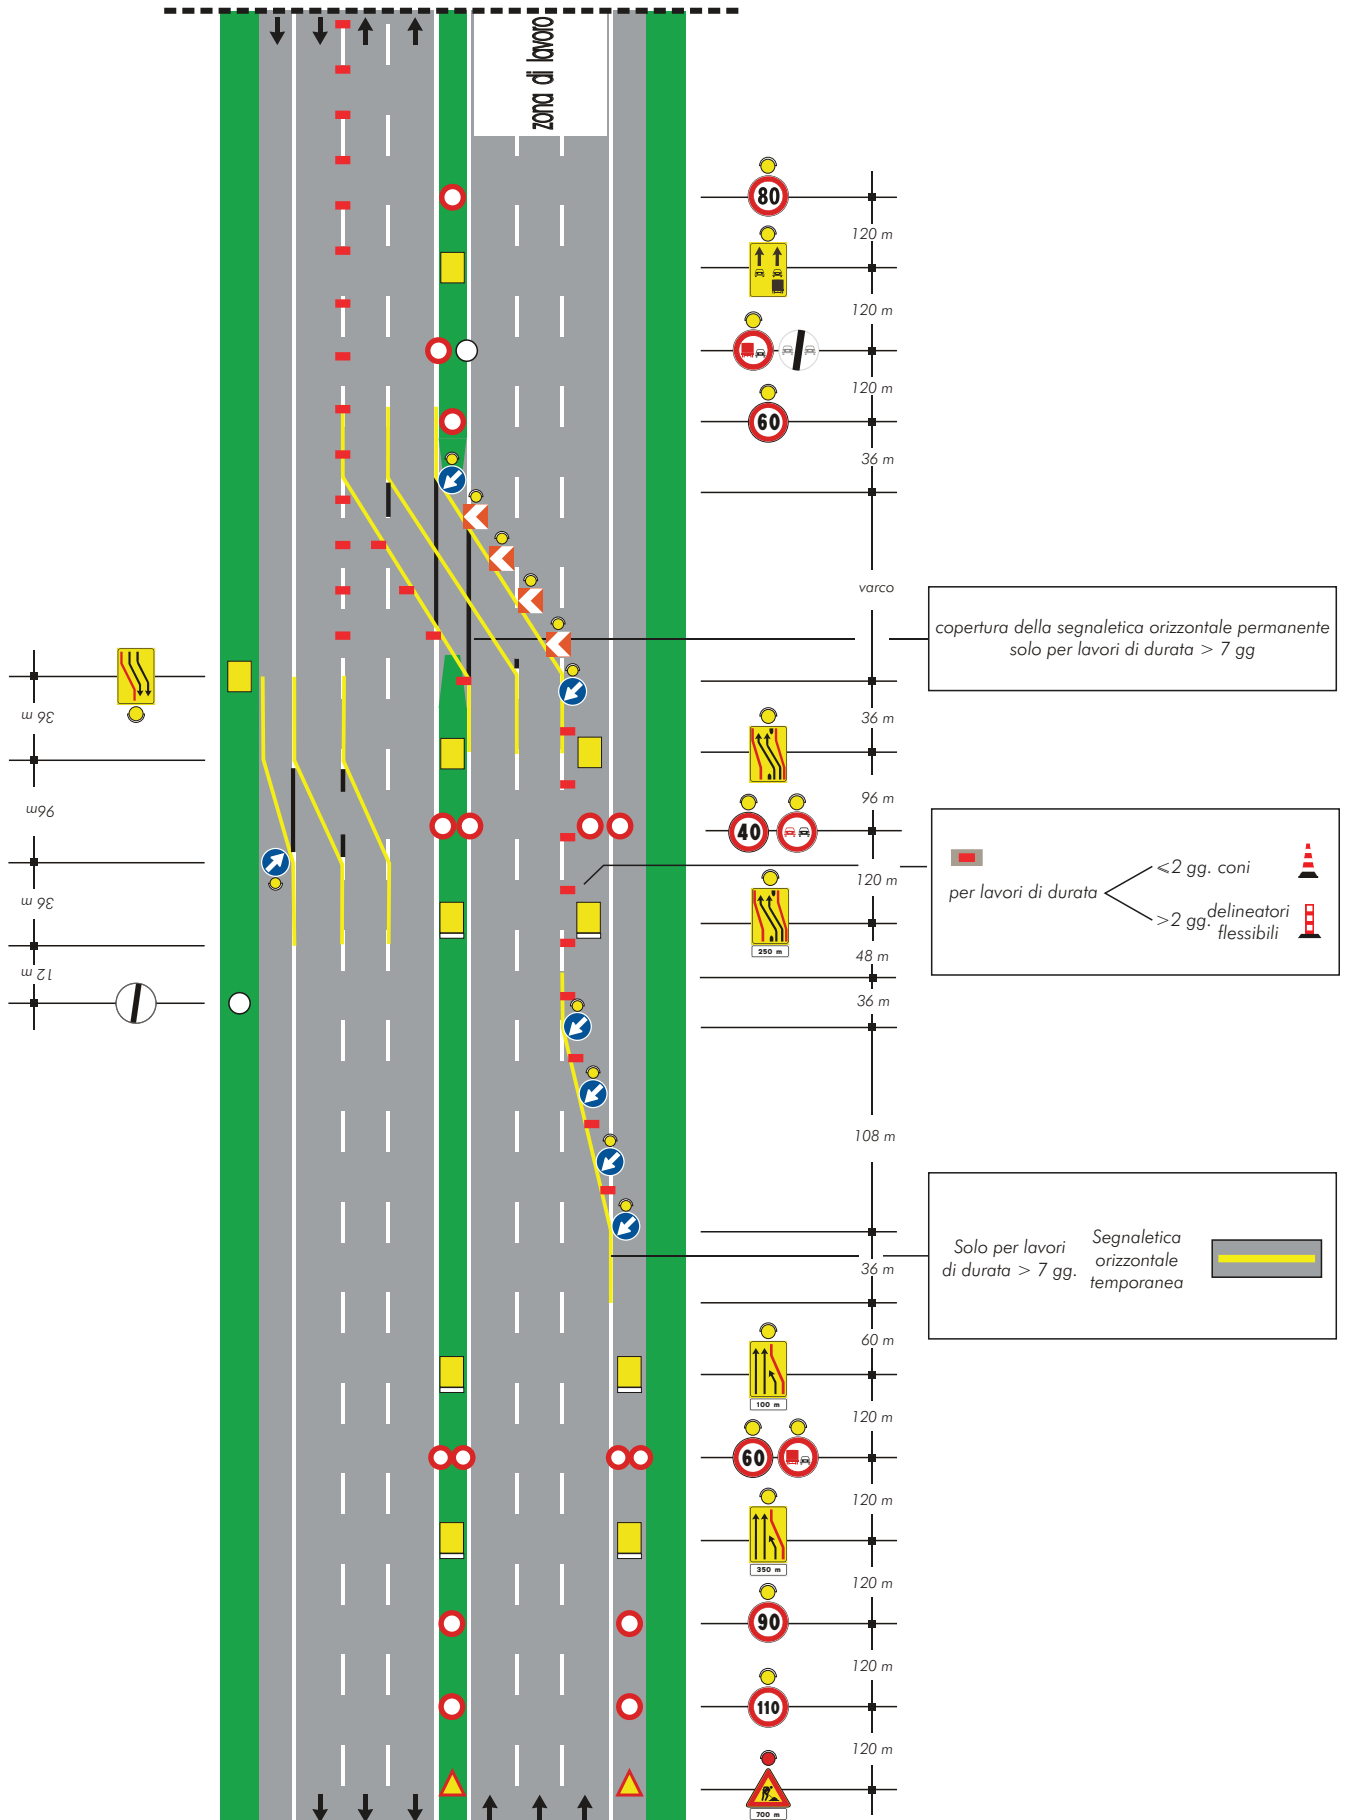 zona di lavoro
80
120 m
120 m
120 m
60
36 m
varco
copertura della segnaletica orizzontale permanente
solo per lavori di durata > 7 gg
36 m
36 m
96m
96 m
40
120 m
per lavori di durata
<2 gg. coni
>2 gg. delineatori
flessibili
36 m
250 m
48 m
12 m
36 m
108 m
Solo per lavori
di durata > 7 gg.
Segnaletica
orizzontale
temporanea
36 m
60 m
100 m
120 m
60
120 m
350 m
120 m
90
120 m
110
120 m
700 m